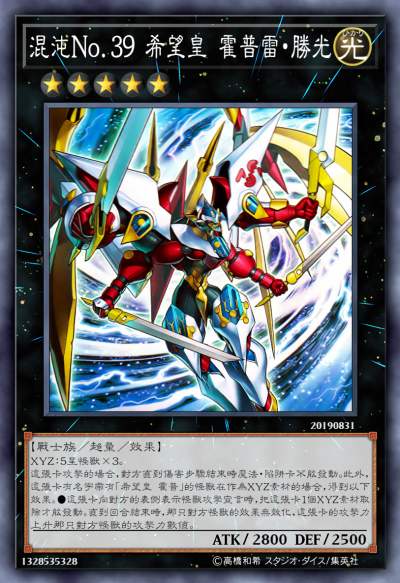 混沌No.39 希望皇 霍普雷·勝光
光
20190831
【戰士族／超量／效果】
XYZ:5星怪獸×3。
這張卡攻擊的場合,對方直到傷害步驟結束時魔法·陷阱卡不能發動。此外,
這張卡有名字帶有「希望皇 霍普」的怪獸在作為XYZ素材的場合,得到以下
效果。●這張卡向對方的表側表示怪獸攻擊宣言時,把這張卡1個XYZ素材取
除才能發動。直到回合結束時,那只對方怪獸的效果無效化,這張卡的攻擊力
上升那只對方怪獸的攻擊力數值。
ATK / 2800 DEF / 2500
1328535328
©高橋和希 スタジオ・ダイス/集英社